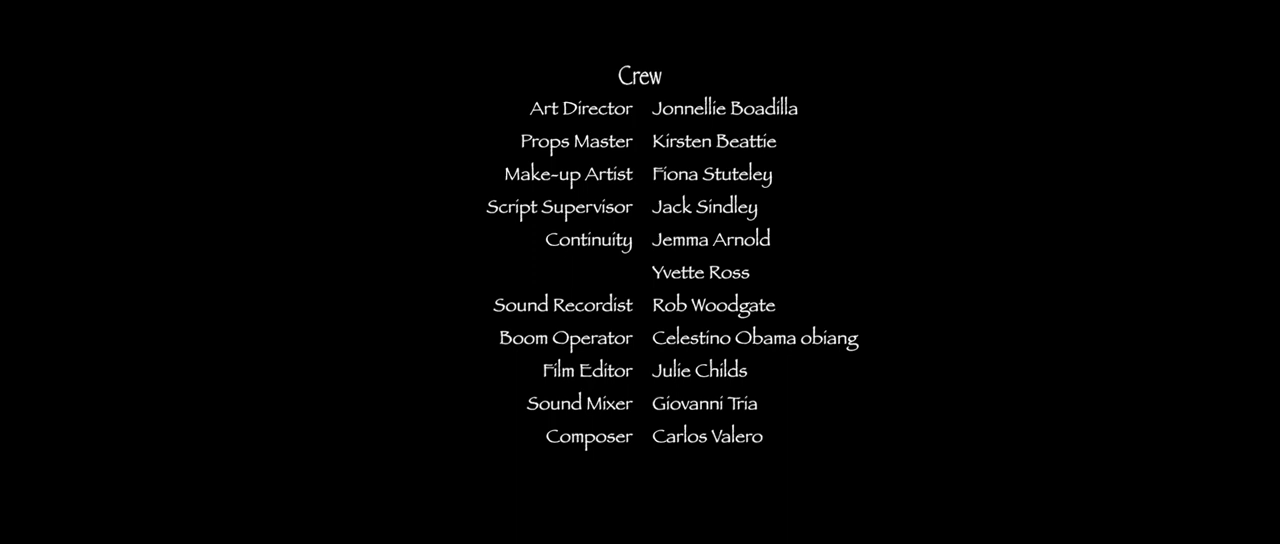 Crew
Art Director Jonnellie Boadilla
Props Master Kirsten Beattie
Make-up Artist Fiona Stuteley
Script Supervisor Jack Sindley
Continuity Jemma Arnold
Yvette Ross
Sound Recordist Rob Woodgate
Boom Operator Celestino Obama obiang
Film Editor Julie Childs
Sound Mixer Giovanni Tria
Composer Carlos Valero